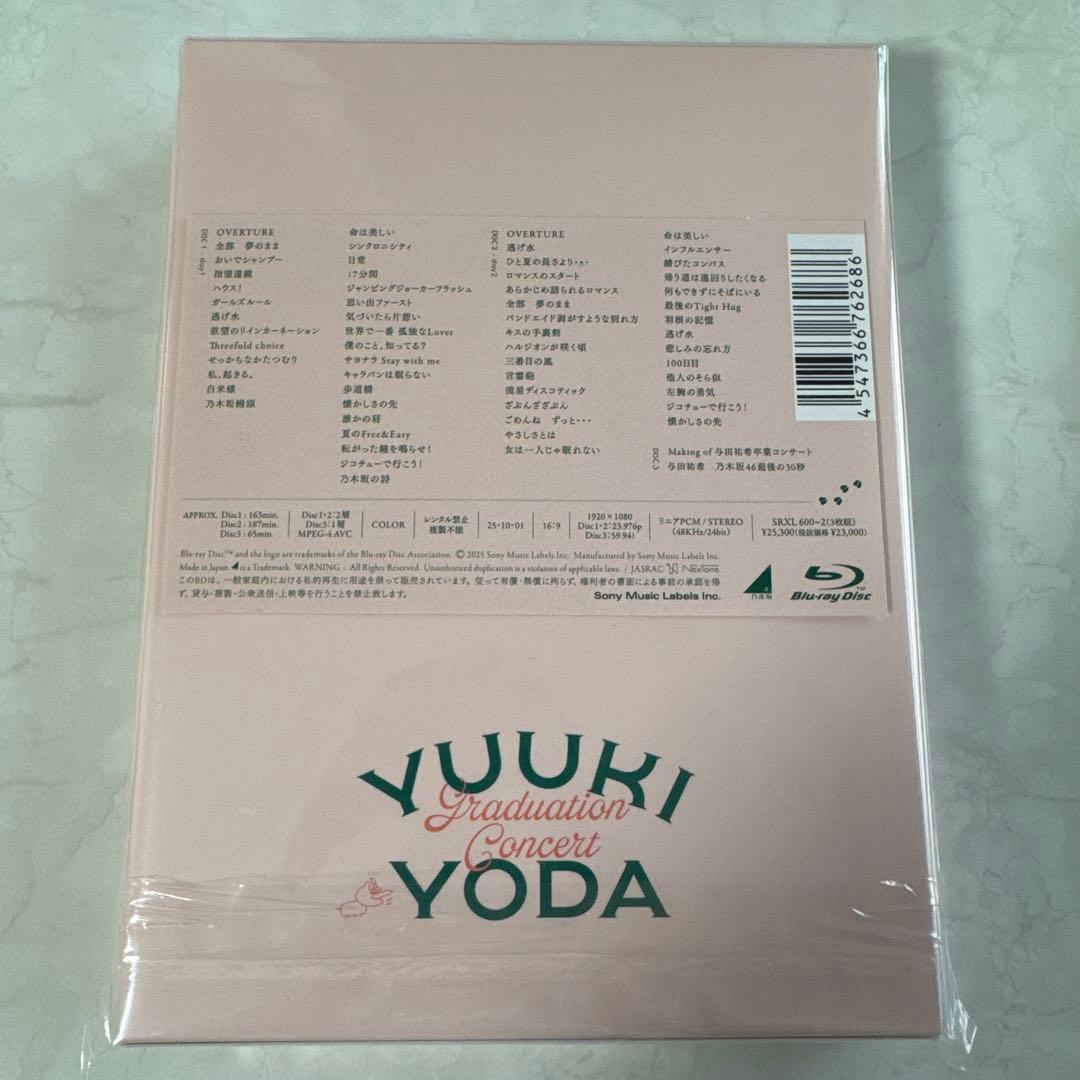 DISC 1 - day1
OVERTURE
全部 夢のまま
おいでシャンプー
指望遠鏡
ハウス!
ガールズルール
逃げ水
欲望のリインカーネーション
Threefold choice
せっかちなかたつむり
私、起きる。
白米様
乃木坂饅頭
命は美しい
シンクロニシティ
日常
17分間
ジャンピングジョーカーフラッシュ
思い出ファースト
気づいたら片想い
世界で一番 孤独なLover
僕のこと、知ってる?
サヨナラ Stay with me
キャラバンは眠らない
歩道橋
懐かしさの先
誰かの肩
夏のFree&Easy
転がった鐘を鳴らせ!
ジコチューで行こう!
乃木坂の詩
DISC 2 - day2
OVERTURE
逃げ水
ひと夏の長さより・・・
ロマンスのスタート
あらかじめ語られるロマンス
全部 夢のまま
バンドエイド剥がすような別れ方
キスの手裏剣
ハルジオンが咲く頃
三番目の風
言霊砲
流星ディスコティック
ざぶんざざぶん
ごめんね ずっと・・・
やさしさとは
女は一人じゃ眠れない
命は美しい
インフルエンサー
錆びたコンパス
帰り道は遠回りしたくなる
何もできずにそばにいる
最後のTight Hug
羽根の記憶
逃げ水
悲しみの忘れ方
100日目
他人のそら似
左胸の勇気
ジコチューで行こう!
懐かしさの先
DISC 3
Making of 与田祐希卒業コンサート
与田祐希 乃木坂46最後の30秒
4 547366 762686
APPROX. Disc1 : 163min.
Disc2 : 187min.
Disc3 : 65min.
Disc1・2:2層
Disc3:1層
MPEG-4 AVC
COLOR
レンタル禁止
複製不能
25・10・01
16:9
1920×1080
Disc1・2:23.976p
Disc3:59.94i
リニアPCM / STEREO
(48KHz/24bit)
SRXL 600~2(3枚組)
¥25,300(税抜価格 ¥23,000)
Blu-ray Disc™ and the logo are trademarks of the Blu-ray Disc Association. Ⓒ2025 Sony Music Labels Inc. Manufactured by Sony Music Labels Inc.
Made in Japan. is a Trademark. WARNING : All Rights Reserved. Unauthorized duplication is a violation of applicable laws. / JASRAC NexTone
このBDは、一般家庭内における私的再生に用途を限って販売されています。従って有償・無償に拘らず、権利者の書面による事前の承認を得
ず、貸与・複製・公衆送信・上映等を行うことを禁止致します。
Sony Music Labels Inc.
乃木坂
Blu-ray Disc™
YUUKI
Graduation
Concert
YODA